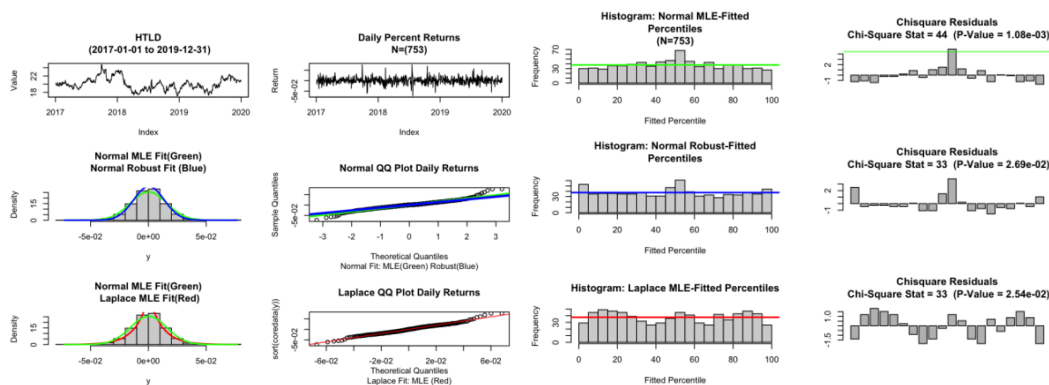 HTLD
(2017-01-01 to 2019-12-31)
Value
18 22
2017 2018 2019 2020
Index
Daily Percent Returns
N=(753)
Return
-5e-02
2017 2018 2019 2020
Index
Histogram: Normal MLE-Fitted
Percentiles
(N=753)
Frequency
0 30 50 70
0 20 40 60 80 100
Fitted Percentile
Chisquare Residuals
Chi-Square Stat = 44 (P-Value = 1.08e-03)
-1 1 3
Normal MLE Fit(Green)
Normal Robust Fit (Blue)
Density
0 15
-5e-02 0e+00 5e-02
y
Normal QQ Plot Daily Returns
Sample Quantiles
-5e-02
-3 -2 -1 0 1 2 3
Theoretical Quantiles
Normal Fit: MLE(Green) Robust(Blue)
Histogram: Normal Robust-Fitted
Percentiles
Frequency
0 30
0 20 40 60 80 100
Fitted Percentile
Chisquare Residuals
Chi-Square Stat = 33 (P-Value = 2.69e-02)
-1 2
Normal MLE Fit(Green)
Laplace MLE Fit(Red)
Density
0 15
-5e-02 0e+00 5e-02
y
Laplace QQ Plot Daily Returns
sort(coredata(y))
-5e-02
-6e-02 -2e-02 2e-02 6e-02
Theoretical Quantiles
Laplace Fit: MLE (Red)
Histogram: Laplace MLE-Fitted Percentiles
Frequency
0 30
0 20 40 60 80 100
Fitted Percentile
Chisquare Residuals
Chi-Square Stat = 33 (P-Value = 2.54e-02)
-1.5 1.0